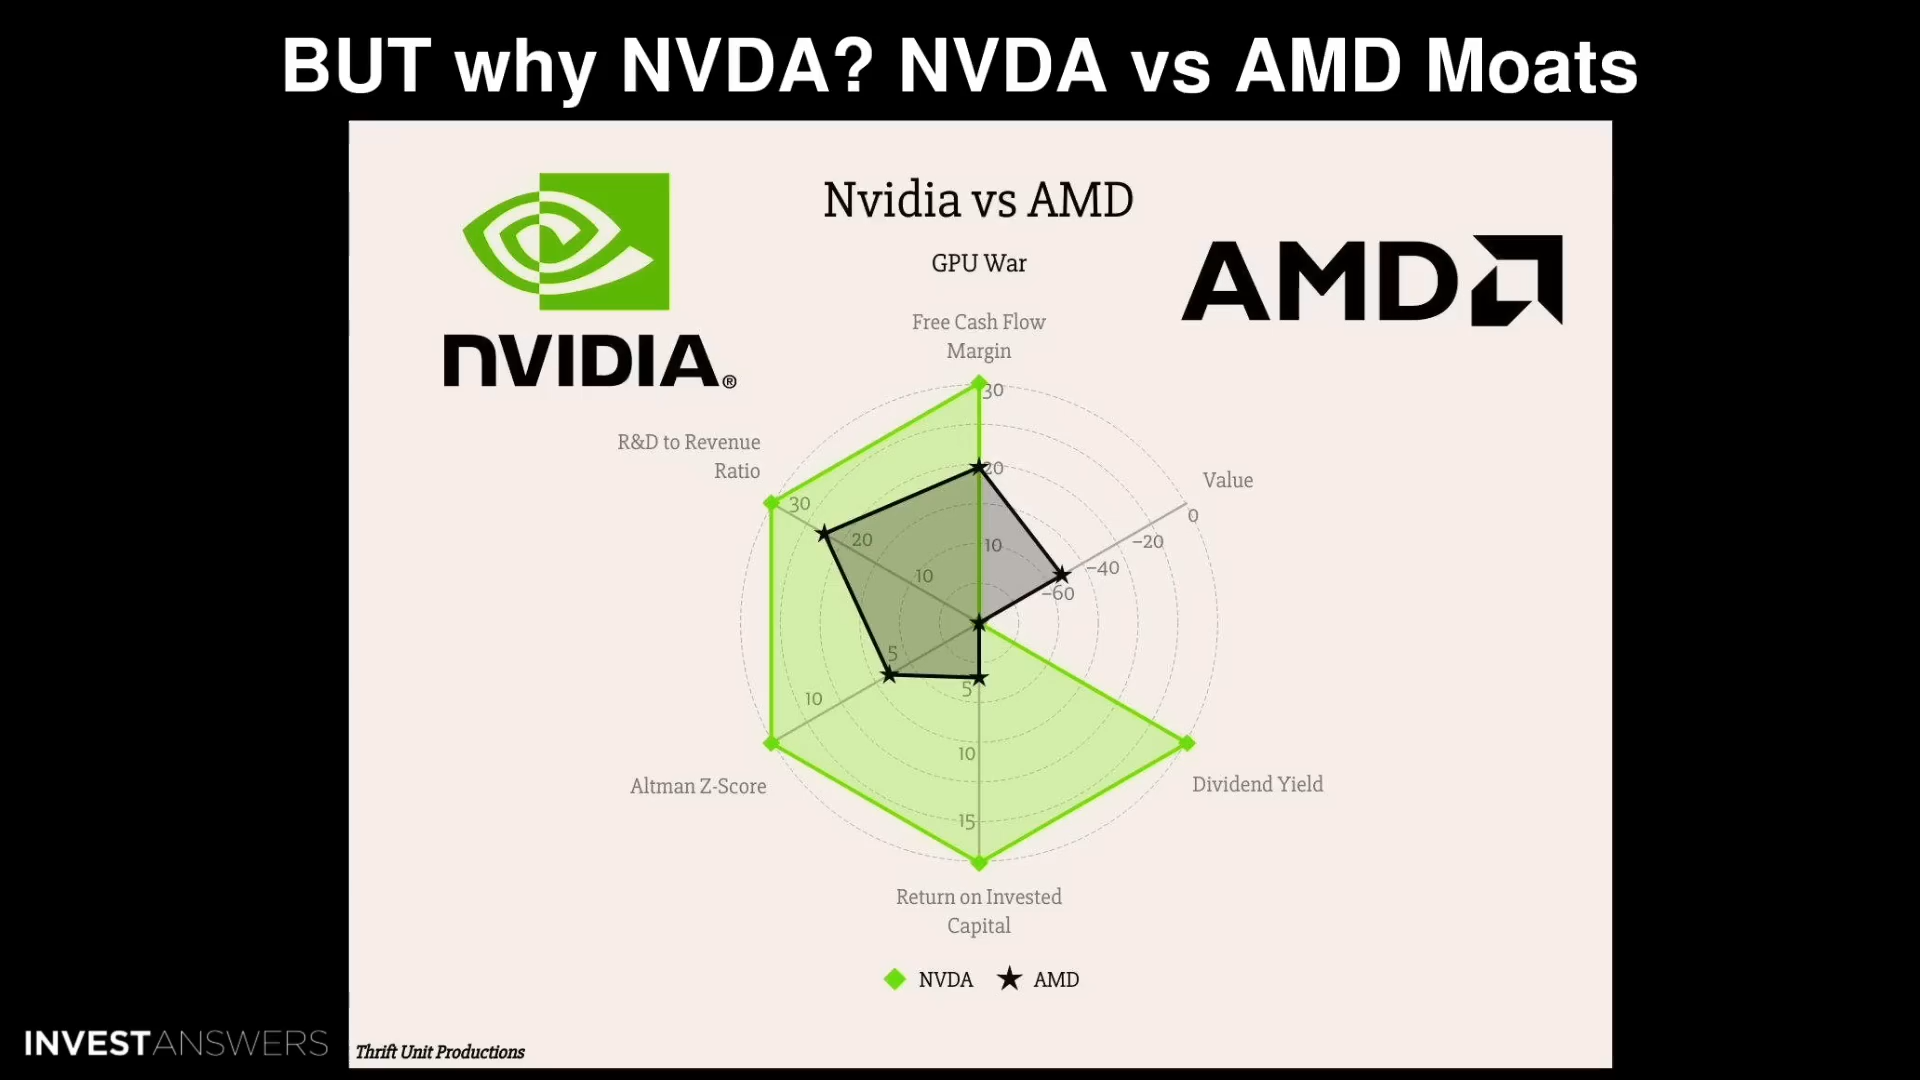 BUT why NVDA? NVDA vs AMD Moats
NVIDIA®
Nvidia vs AMD
GPU War
AMD
Free Cash Flow
Margin
30
20
10
R&D to Revenue
Ratio
30
20
10
Value
0
−20
−40
−60
5
10
Altman Z-Score
5
10
15
Return on Invested
Capital
Dividend Yield
NVDA AMD
INVESTANSWERS
Thrift Unit Productions